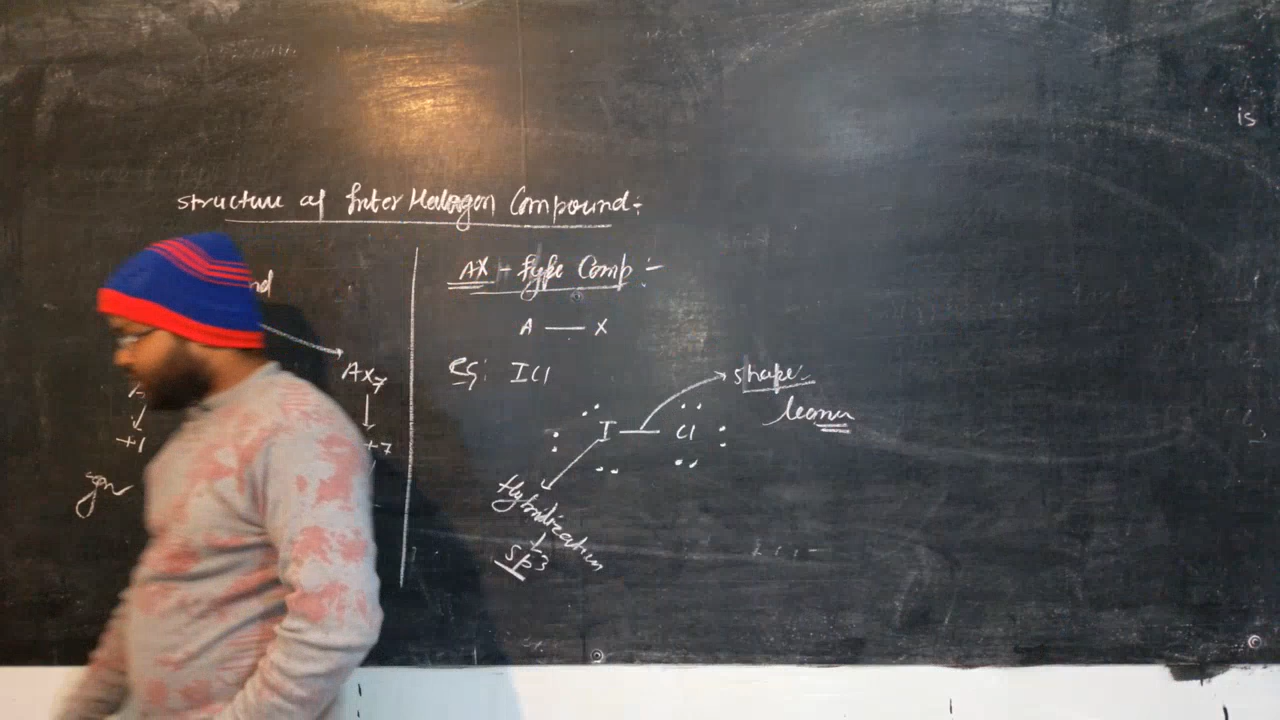 is
structure of Inter Halogen Compound :
nd
AX - type Comp :-
A — X
AX7
eg: ICl
shape
linear
I — Cl
+1
+7
Hybridization
sp3